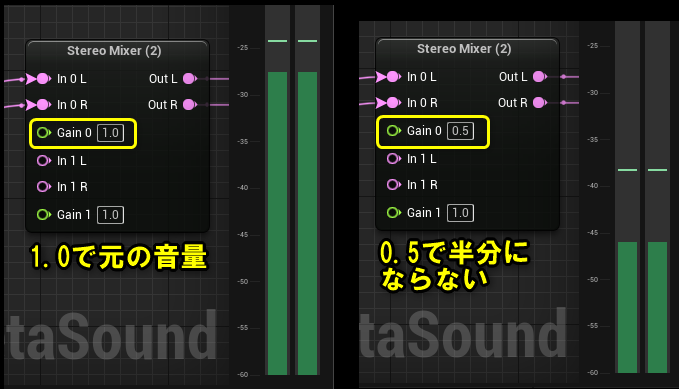 Stereo Mixer (2)
In 0 L
Out L
In 0 R
Out R
Gain 0 1.0
In 1 L
In 1 R
Gain 1 1.0
1.0で元の音量
taSound
-25
-30
-35
-40
-45
-50
-55
-60
Stereo Mixer (2)
In 0 L
Out L
In 0 R
Out R
Gain 0 0.5
In 1 L
In 1 R
Gain 1 1.0
0.5で半分に
ならない
taSound
-25
-30
-35
-40
-45
-50
-55
-60